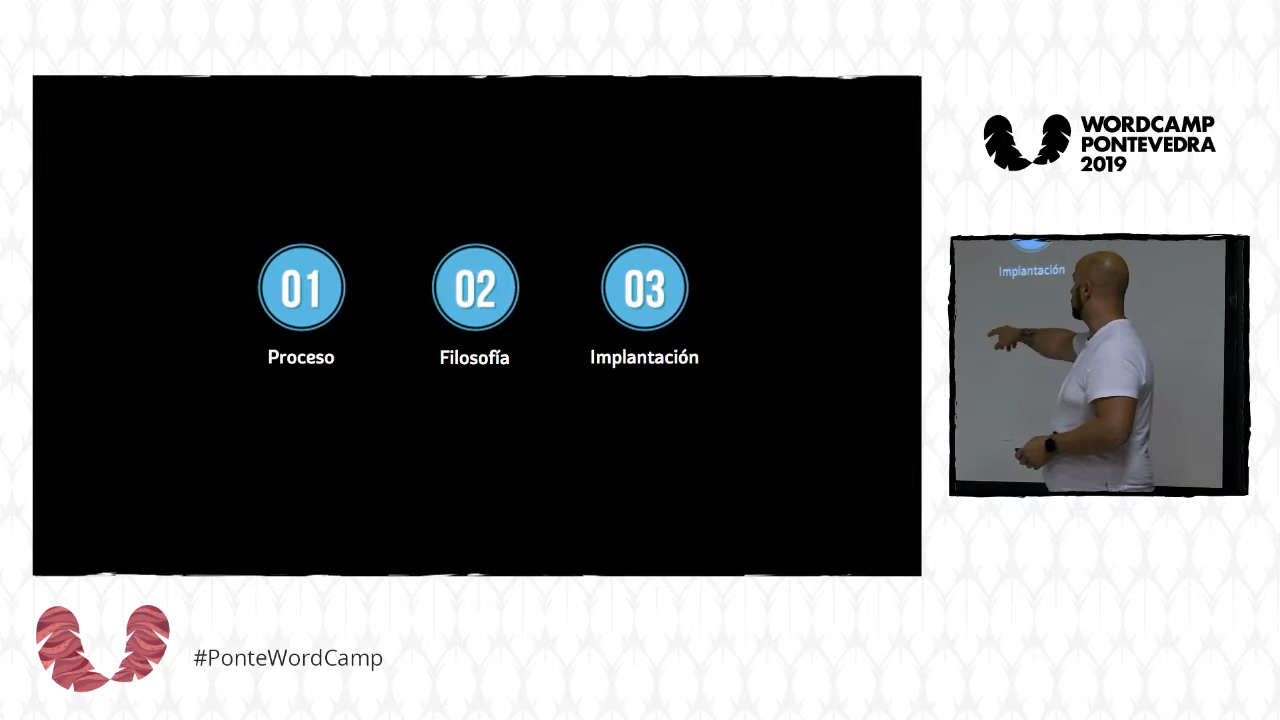 01
02
03
Proceso
Filosofía
Implantación
WORDCAMP
PONTEVEDRA
2019
Implantación
#PonteWordCamp